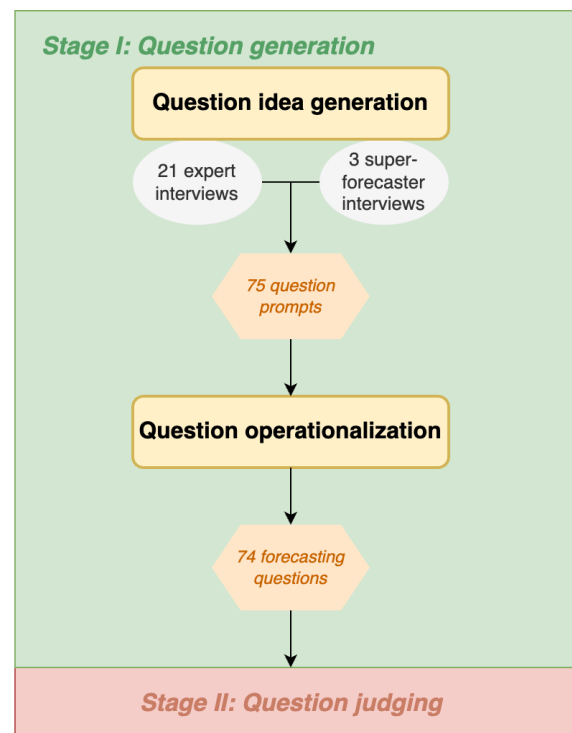 Stage I: Question generation
Question idea generation
21 expert
interviews
3 super-
forecaster
interviews
75 question
prompts
Question operationalization
74 forecasting
questions
Stage II: Question judging